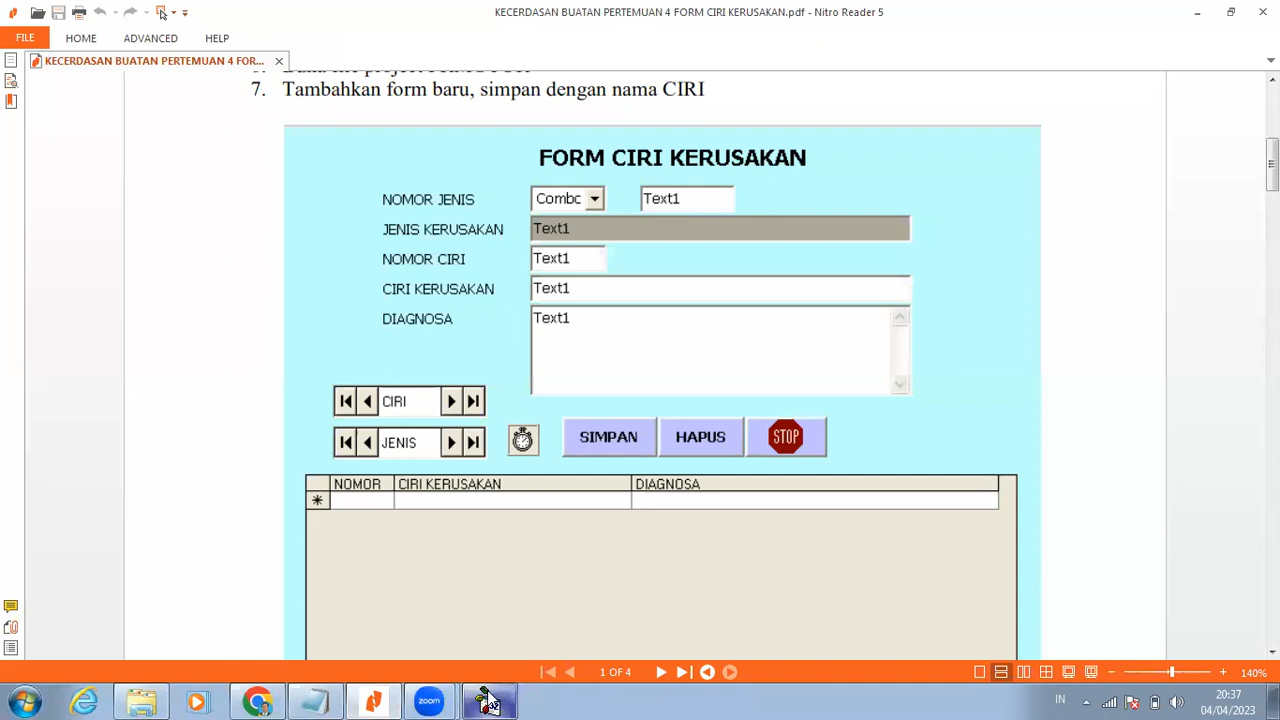 KECERDASAN BUATAN PERTEMUAN 4 FORM CIRI KERUSAKAN.pdf - Nitro Reader 5
FILE HOME ADVANCED HELP
KECERDASAN BUATAN PERTEMUAN 4 FOR...
7. Tambahkan form baru, simpan dengan nama CIRI
FORM CIRI KERUSAKAN
NOMOR JENIS Combc Text1
JENIS KERUSAKAN Text1
NOMOR CIRI Text1
CIRI KERUSAKAN Text1
DIAGNOSA Text1
CIRI
JENIS SIMPAN HAPUS STOP
NOMOR CIRI KERUSAKAN DIAGNOSA
1 OF 4
140%
zoom
IN
20:37
04/04/2023